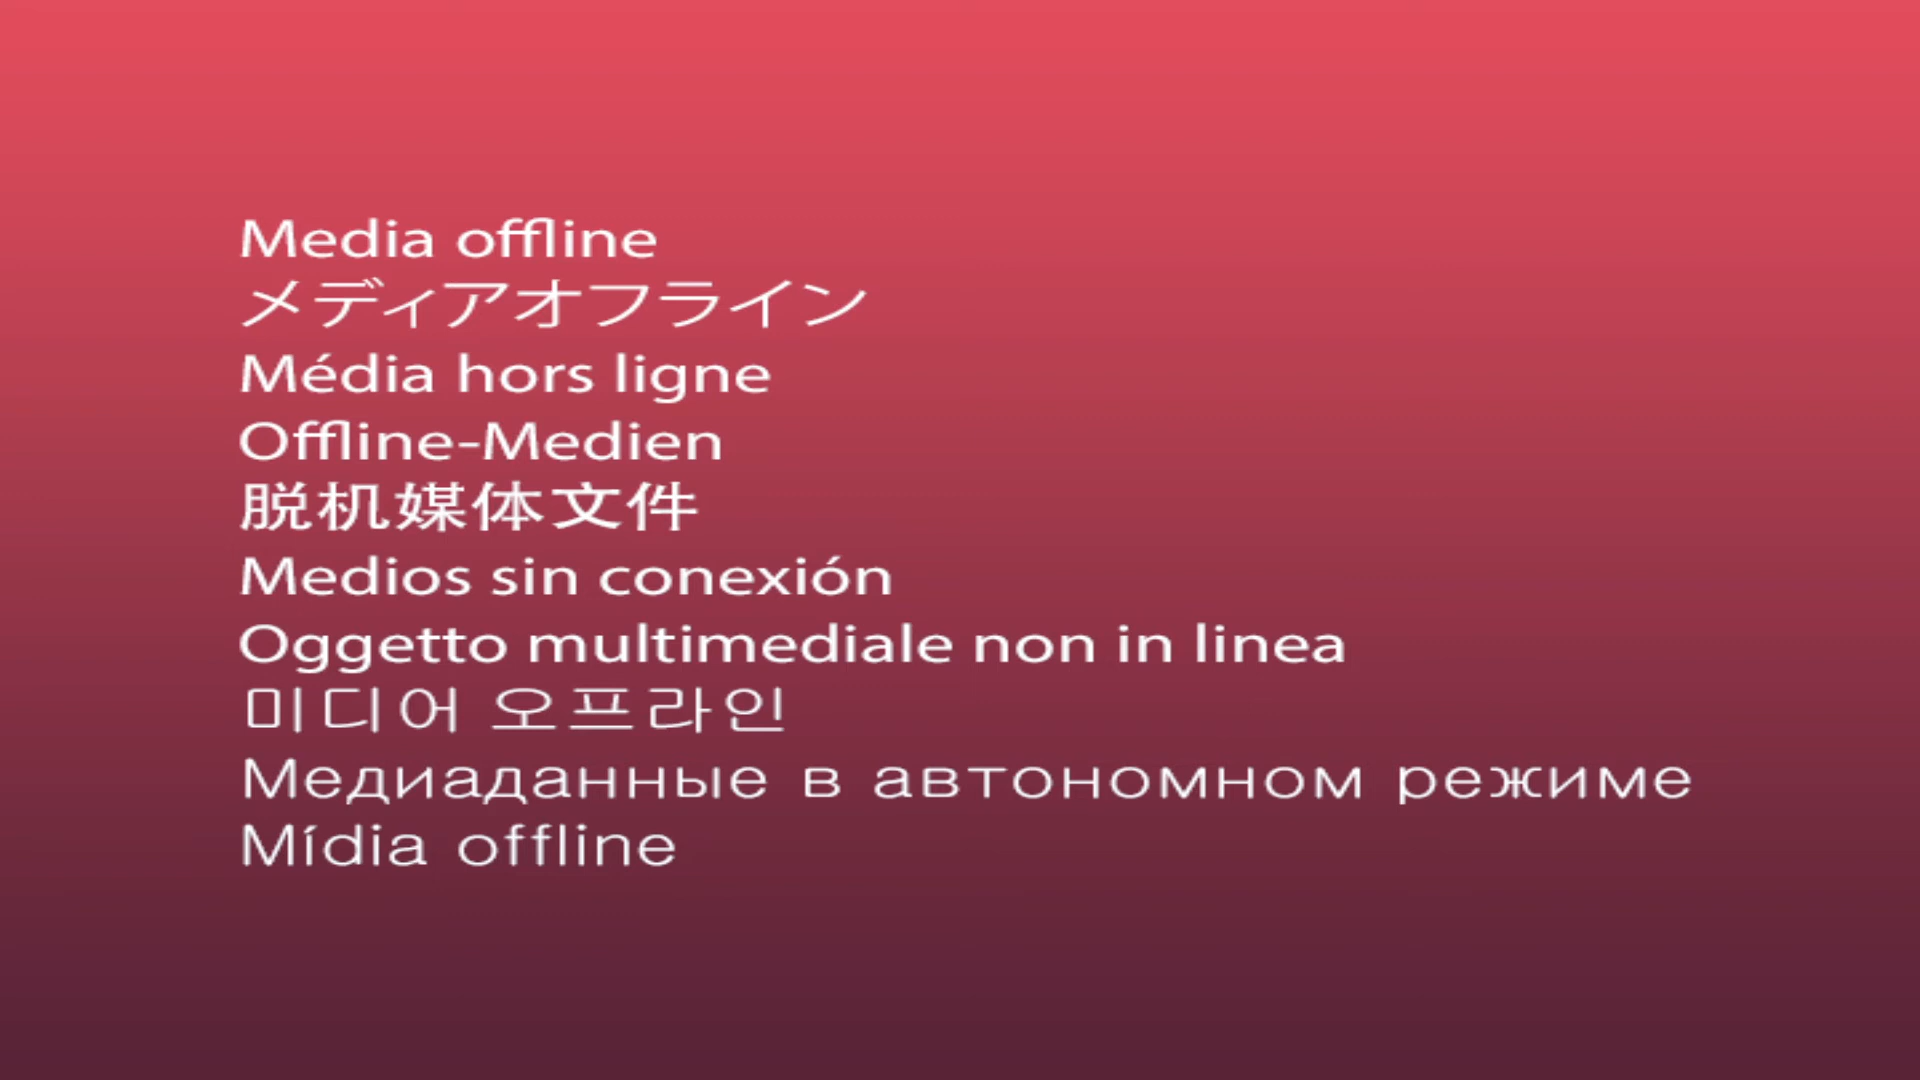 Media offline
メディアオフライン
Média hors ligne
Offline-Medien
脱机媒体文件
Medios sin conexión
Oggetto multimediale non in linea
미디어 오프라인
Медиаданные в автономном режиме
Mídia offline